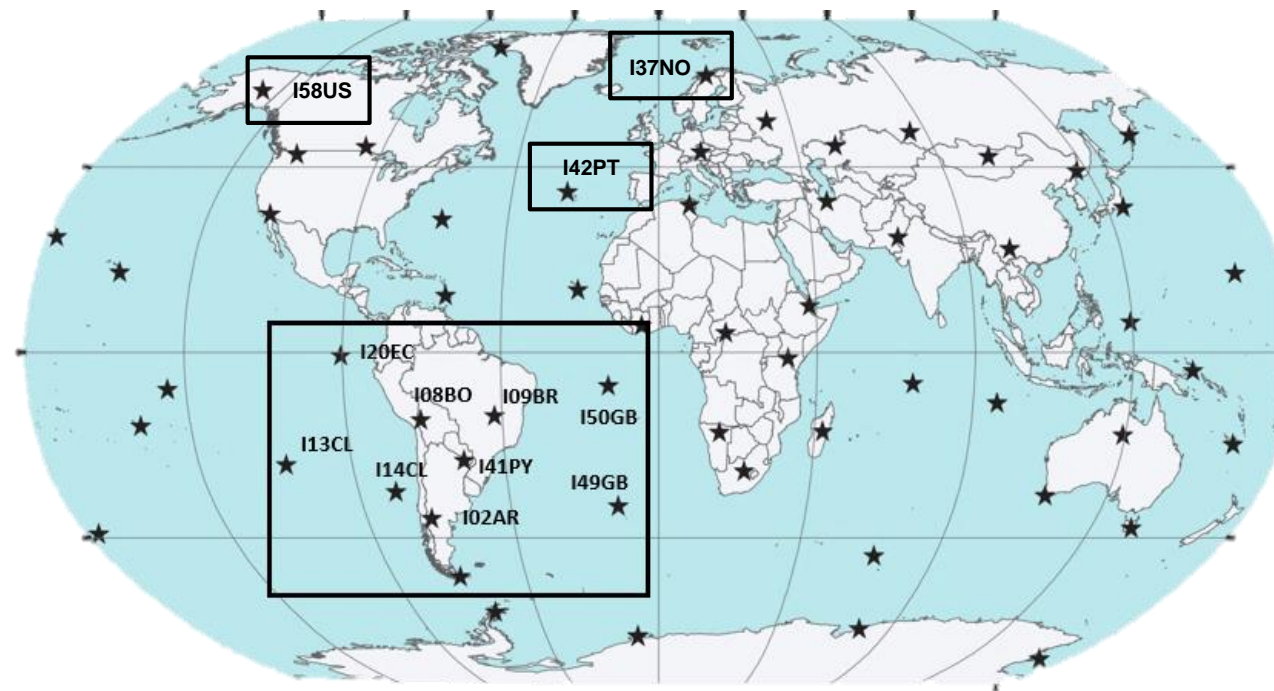 I37NO
I58US
I42PT
I20EC
I08BO
I09BR
I50GB
I13CL
I14CL
I41PY
I49GB
I02AR